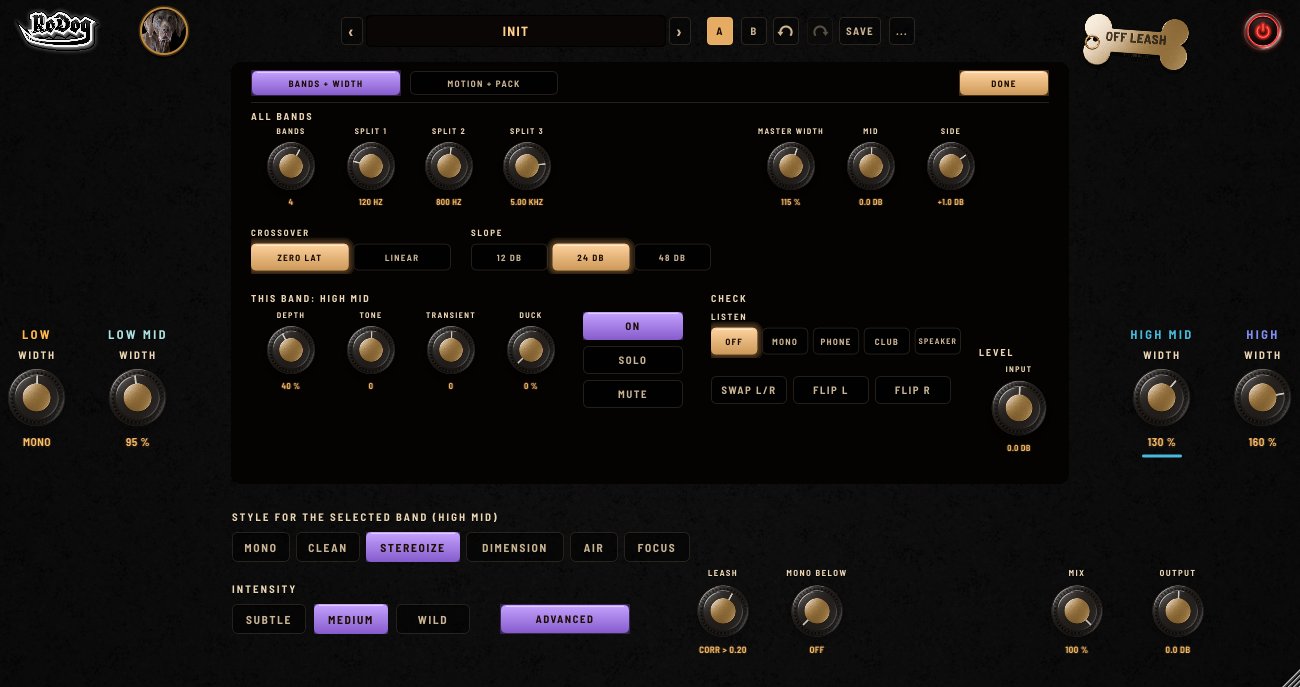 RoDog
‹
INIT
›
A
B
SAVE
...
OFF LEASH
BANDS + WIDTH
MOTION + PACK
DONE
ALL BANDS
BANDS
SPLIT 1
SPLIT 2
SPLIT 3
MASTER WIDTH
MID
SIDE
4
120 HZ
800 HZ
5.00 KHZ
115 %
0.0 DB
+1.0 DB
CROSSOVER
SLOPE
ZERO LAT
LINEAR
12 DB
24 DB
48 DB
THIS BAND: HIGH MID
CHECK
DEPTH
TONE
TRANSIENT
DUCK
40 %
0
0
0 %
ON
SOLO
MUTE
LISTEN
OFF
MONO
PHONE
CLUB
SPEAKER
SWAP L/R
FLIP L
FLIP R
LEVEL
INPUT
0.0 DB
LOW
WIDTH
MONO
LOW MID
WIDTH
95 %
HIGH MID
WIDTH
130 %
HIGH
WIDTH
160 %
STYLE FOR THE SELECTED BAND (HIGH MID)
MONO
CLEAN
STEREOIZE
DIMENSION
AIR
FOCUS
INTENSITY
SUBTLE
MEDIUM
WILD
ADVANCED
LEASH
CORR > 0.20
MONO BELOW
OFF
MIX
100 %
OUTPUT
0.0 DB